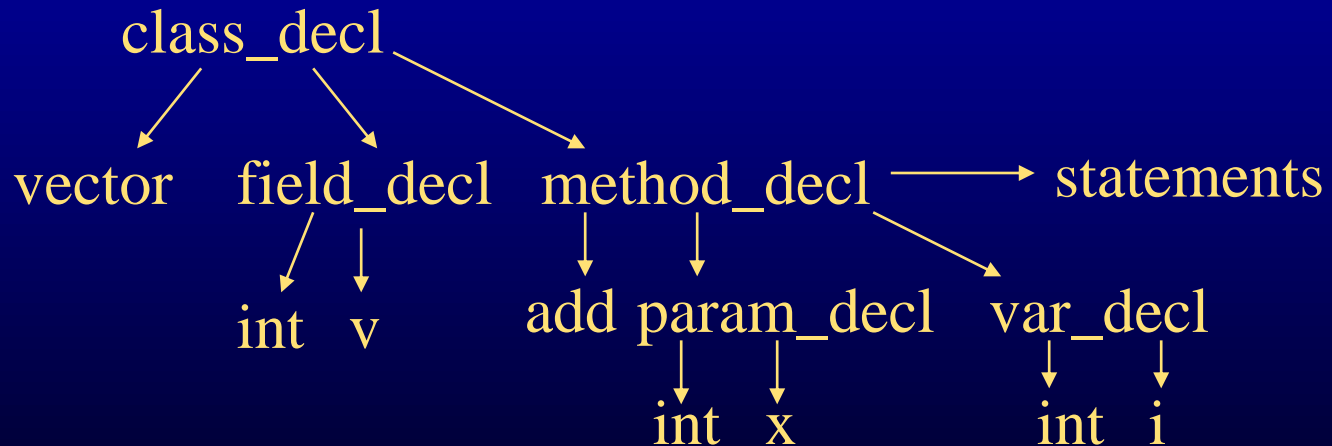 class_decl
vector field_decl method_decl statements
int v add param_decl var_decl
int x int i